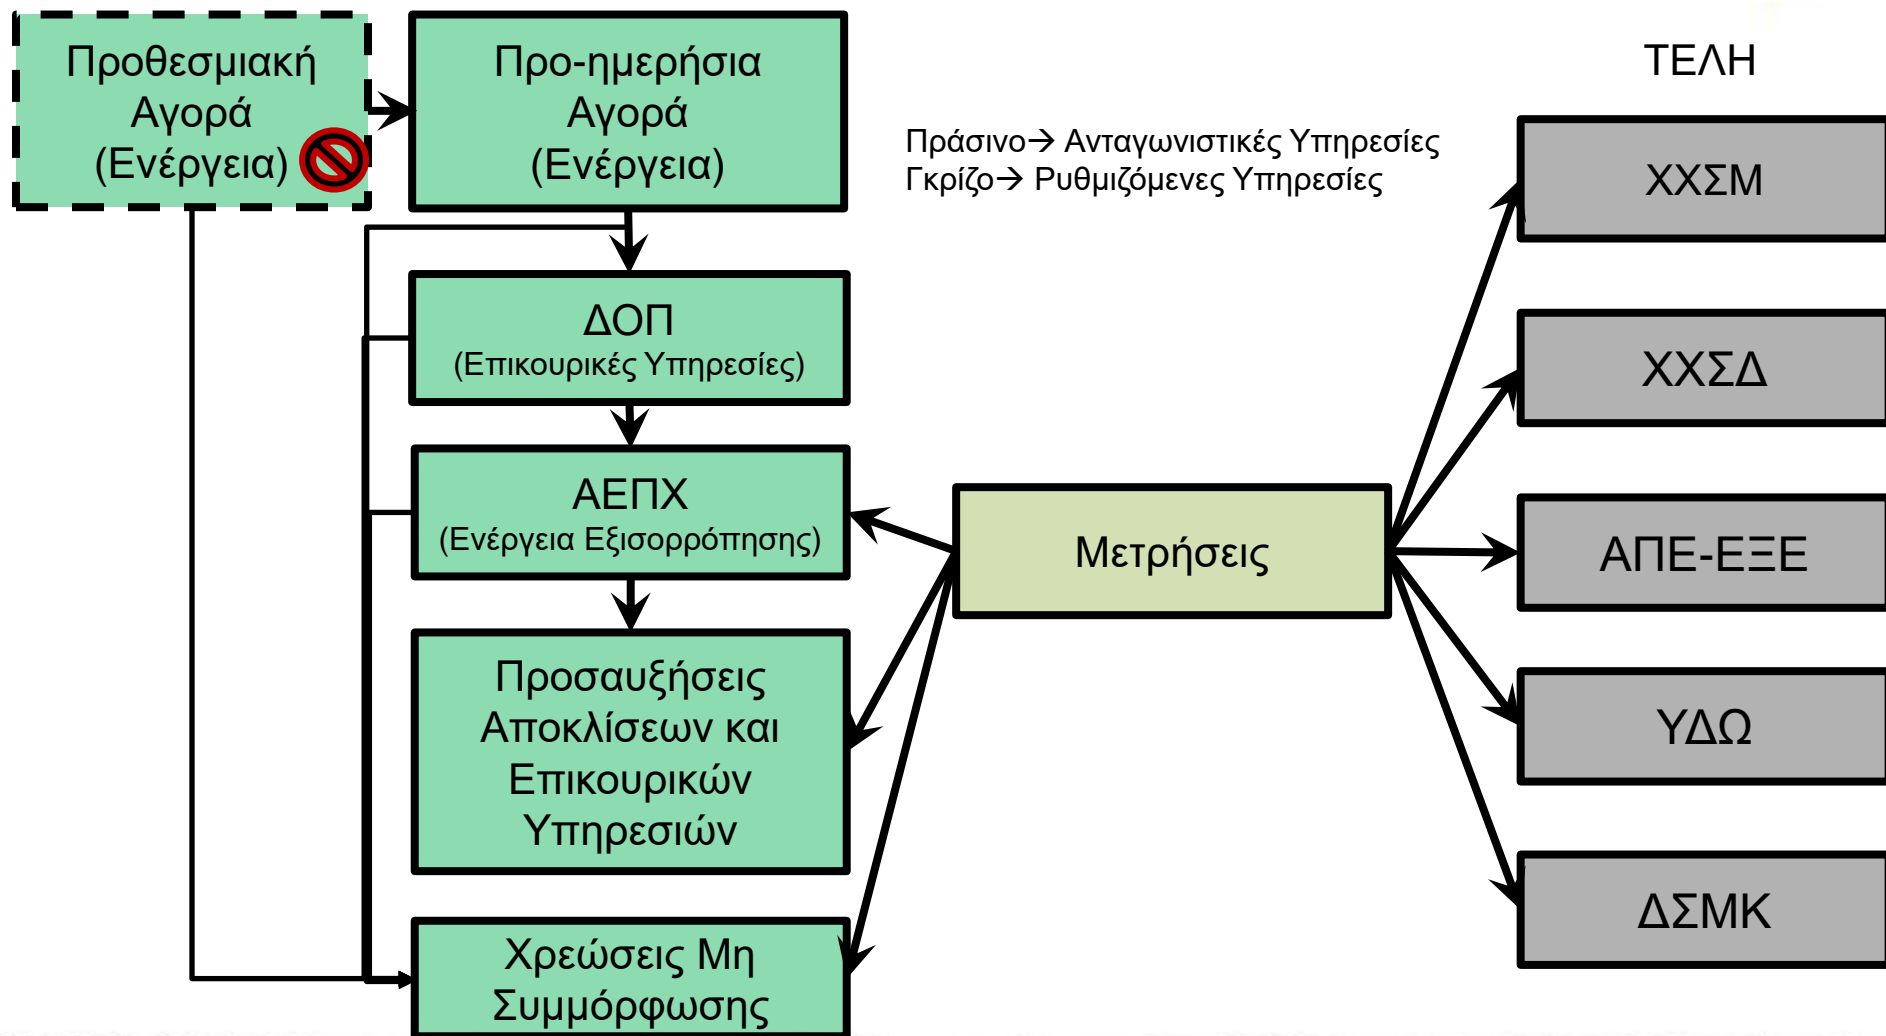 Προθεσμιακή
Αγορά
(Ενέργεια)
Προ-ημερήσια
Αγορά
(Ενέργεια)
ΔΟΠ
(Επικουρικές Υπηρεσίες)
ΑΕΠΧ
(Ενέργεια Εξισορρόπησης)
Προσαυξήσεις
Αποκλίσεων και
Επικουρικών
Υπηρεσιών
Χρεώσεις Μη
Συμμόρφωσης
Πράσινο→ Ανταγωνιστικές Υπηρεσίες
Γκρίζο→ Ρυθμιζόμενες Υπηρεσίες
Μετρήσεις
ΤΕΛΗ
ΧΧΣΜ
ΧΧΣΔ
ΑΠΕ-ΕΞΕ
ΥΔΩ
ΔΣΜΚ